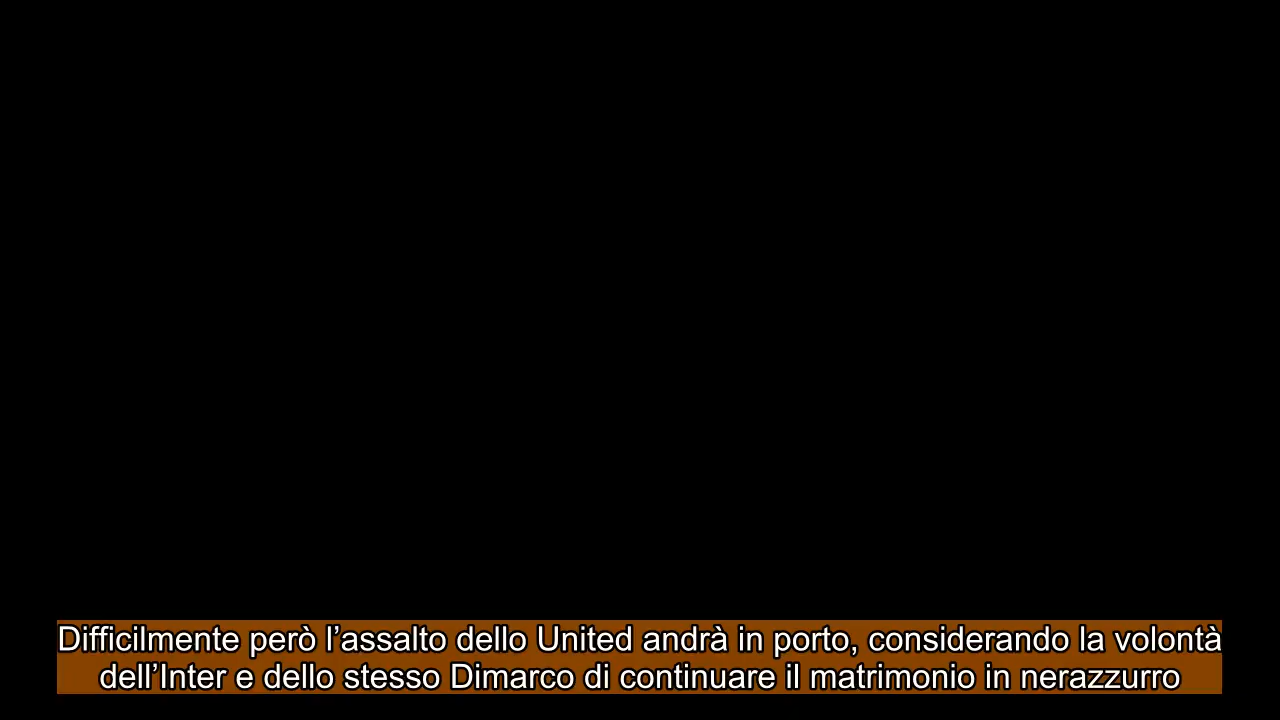 Difficilmente però l’assalto dello United andrà in porto, considerando la volontà
dell’Inter e dello stesso Dimarco di continuare il matrimonio in nerazzurro